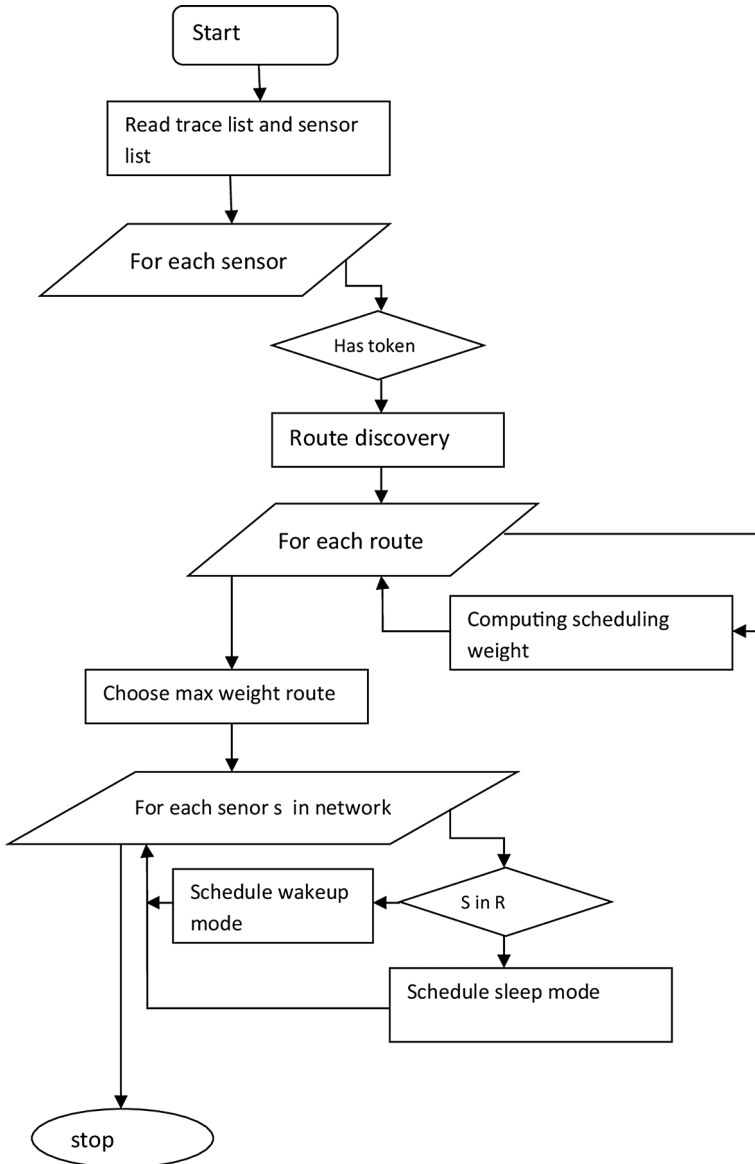 Start
Read trace list and sensor
list
For each sensor
Has token
Route discovery
For each route
Computing scheduling
weight
Choose max weight route
For each senor s in network
Schedule wakeup
mode
S in R
Schedule sleep mode
stop